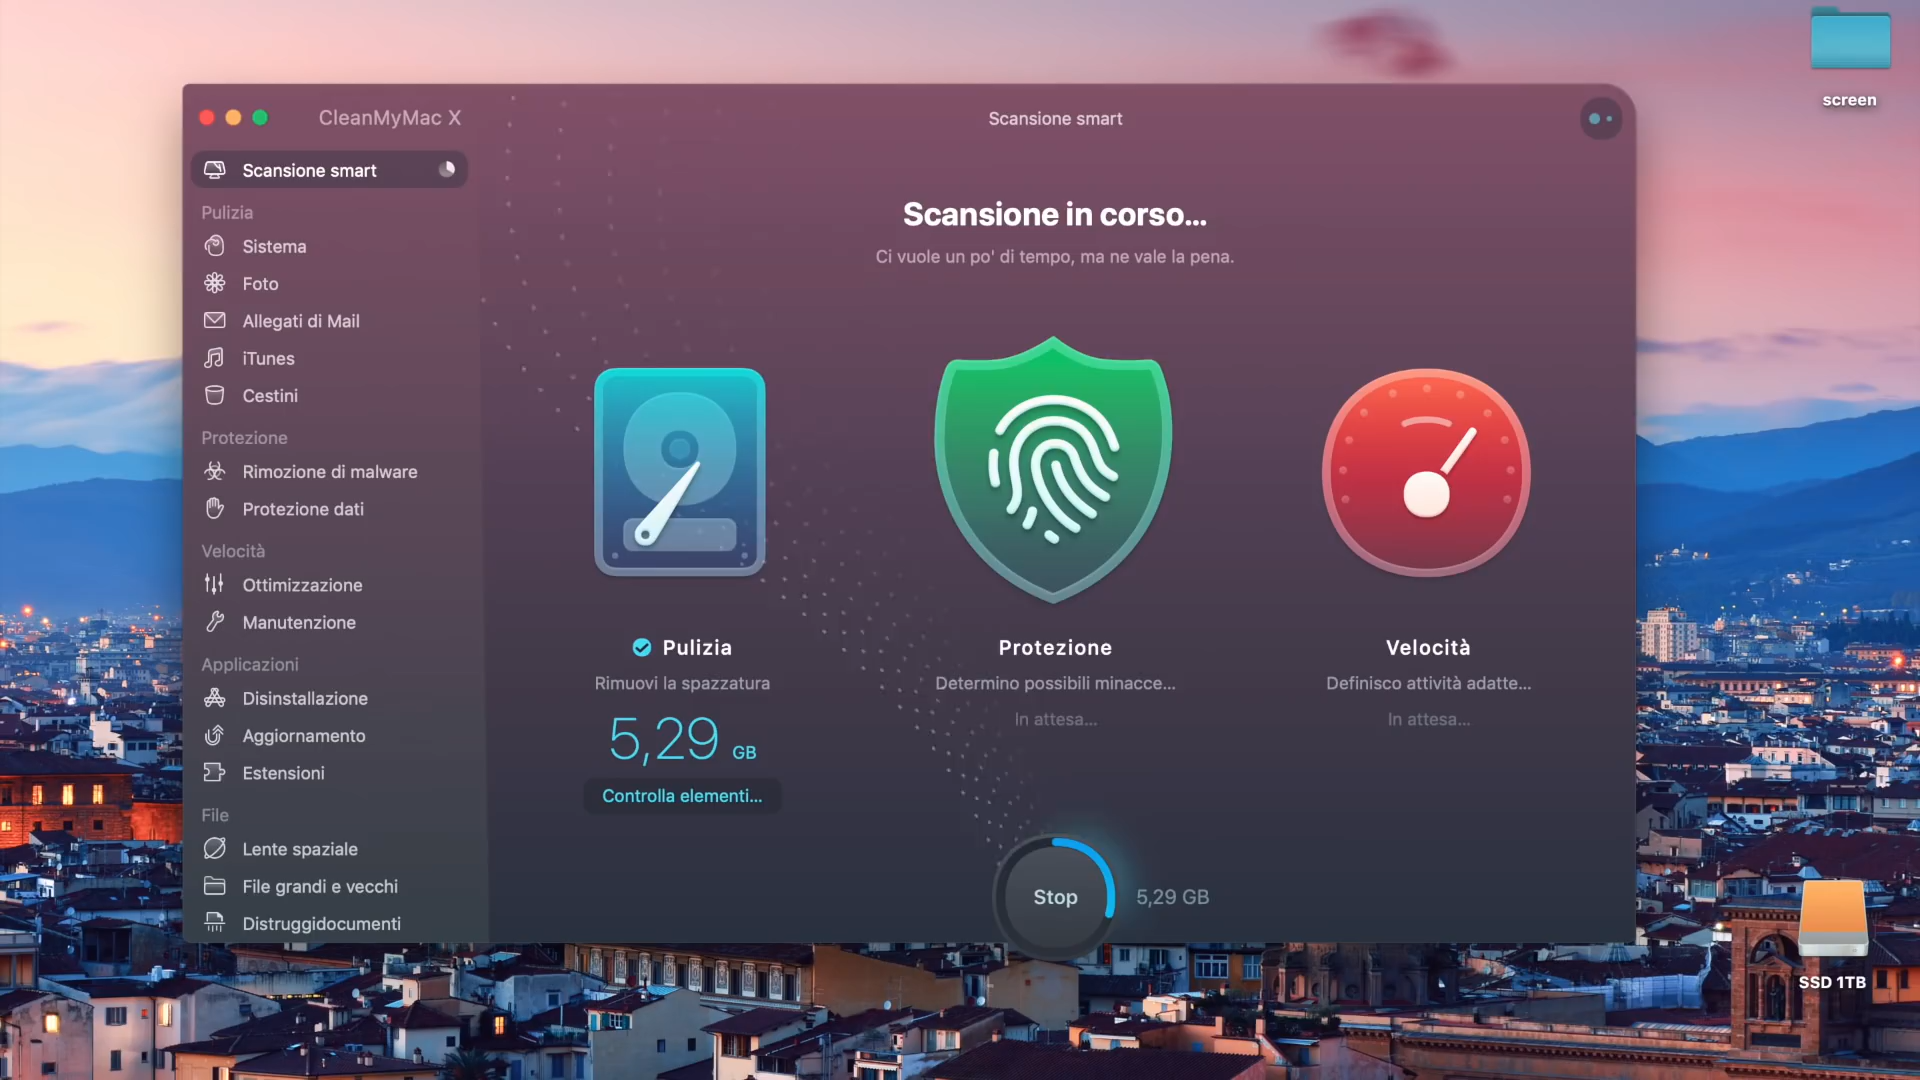 CleanMyMac X
Scansione smart
screen
Scansione smart
Pulizia
Sistema
Foto
Allegati di Mail
iTunes
Cestini
Protezione
Rimozione di malware
Protezione dati
Velocità
Ottimizzazione
Manutenzione
Applicazioni
Disinstallazione
Aggiornamento
Estensioni
File
Lente spaziale
File grandi e vecchi
Distruggidocumenti
Scansione in corso...
Ci vuole un po' di tempo, ma ne vale la pena.
Pulizia
Rimuovi la spazzatura
5,29 GB
Controlla elementi...
Protezione
Determino possibili minacce...
In attesa...
Velocità
Definisco attività adatte...
In attesa...
Stop
5,29 GB
SSD 1TB